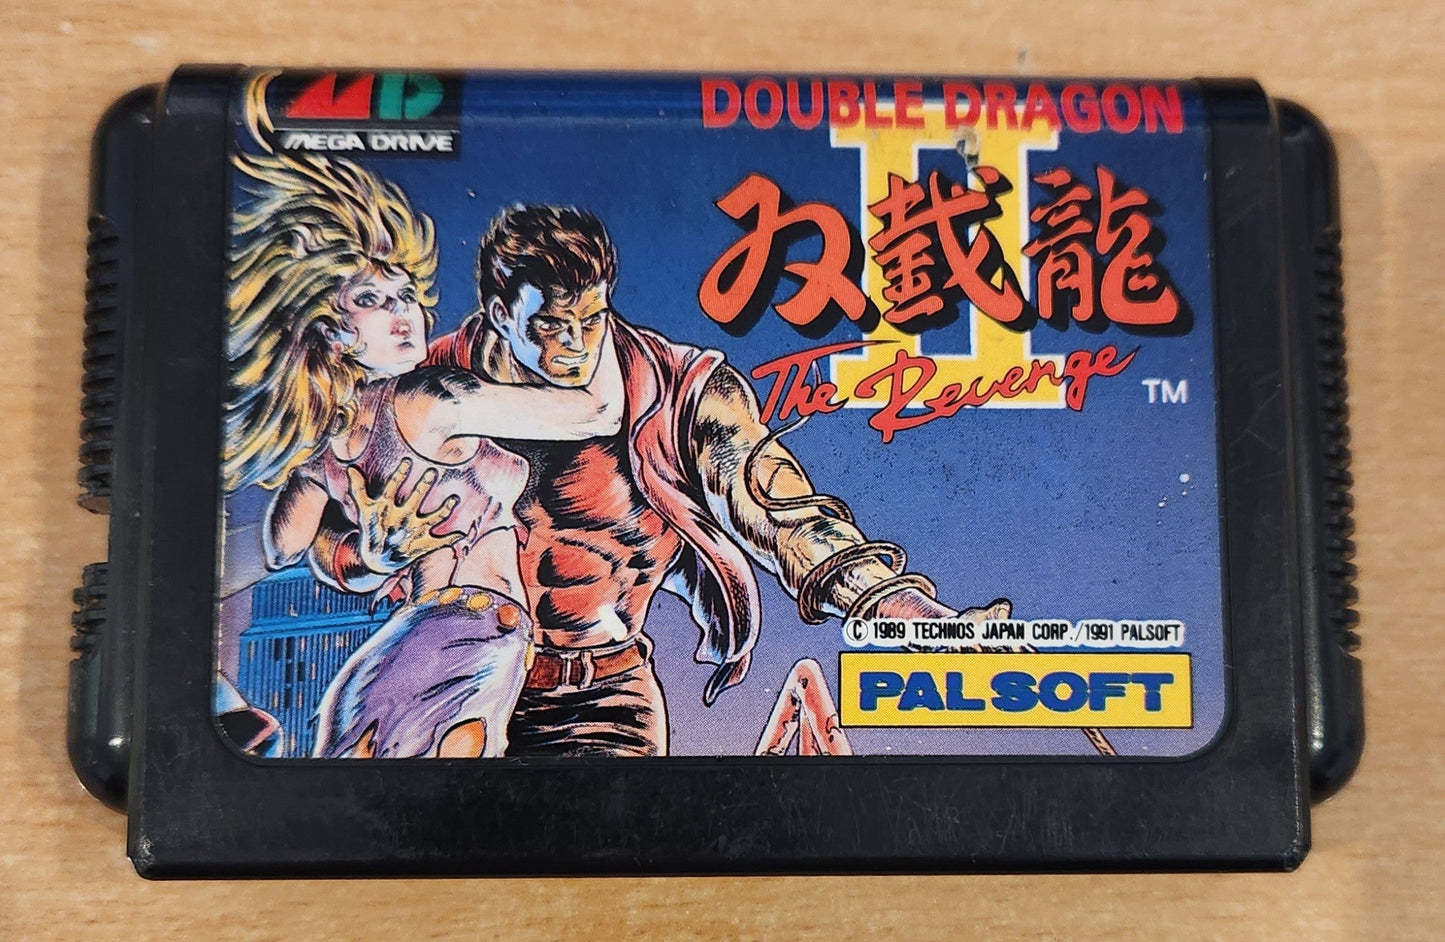 MD
MEGA DRIVE
DOUBLE DRAGON
II
双截龍
The Revenge
TM
© 1989 TECHNOS JAPAN CORP./1991 PALSOFT
PALSOFT